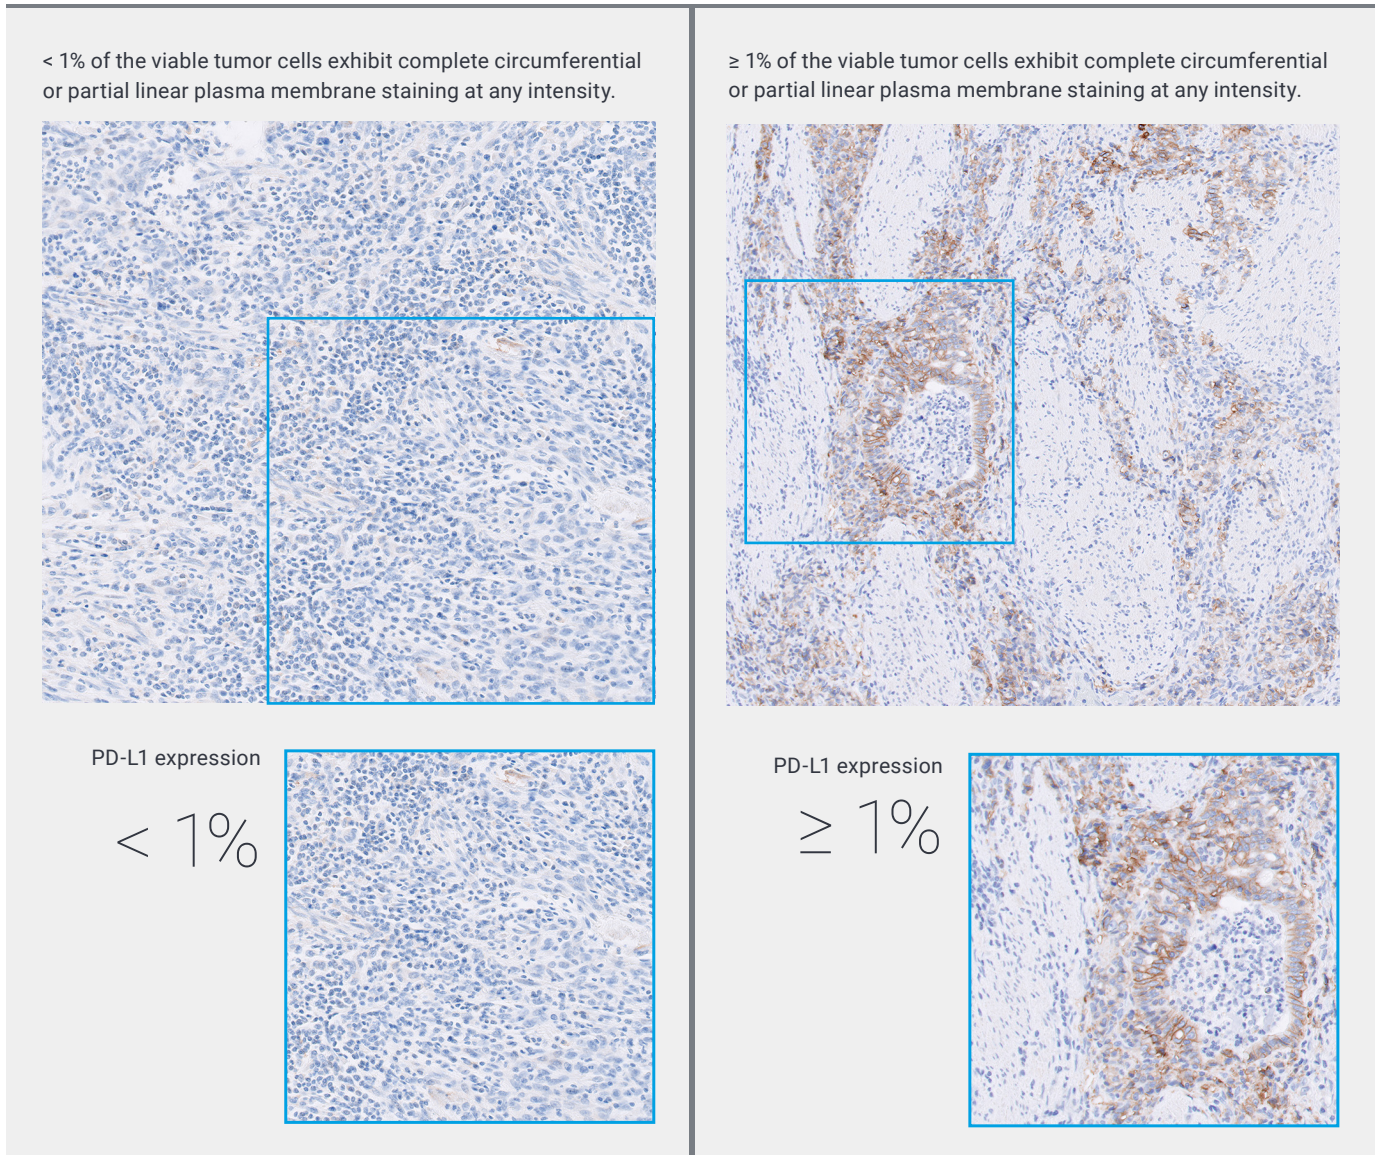 < 1% of the viable tumor cells exhibit complete circumferential
or partial linear plasma membrane staining at any intensity.
PD-L1 expression
< 1%
≥ 1% of the viable tumor cells exhibit complete circumferential
or partial linear plasma membrane staining at any intensity.
PD-L1 expression
≥ 1%